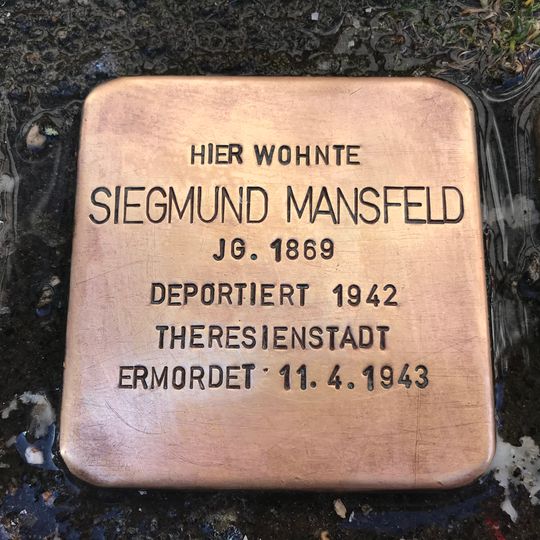 HIER WOHNTE
SIEGMUND MANSFELD
JG. 1869
DEPORTIERT 1942
THERESIENSTADT
ERMORDET 11.4.1943